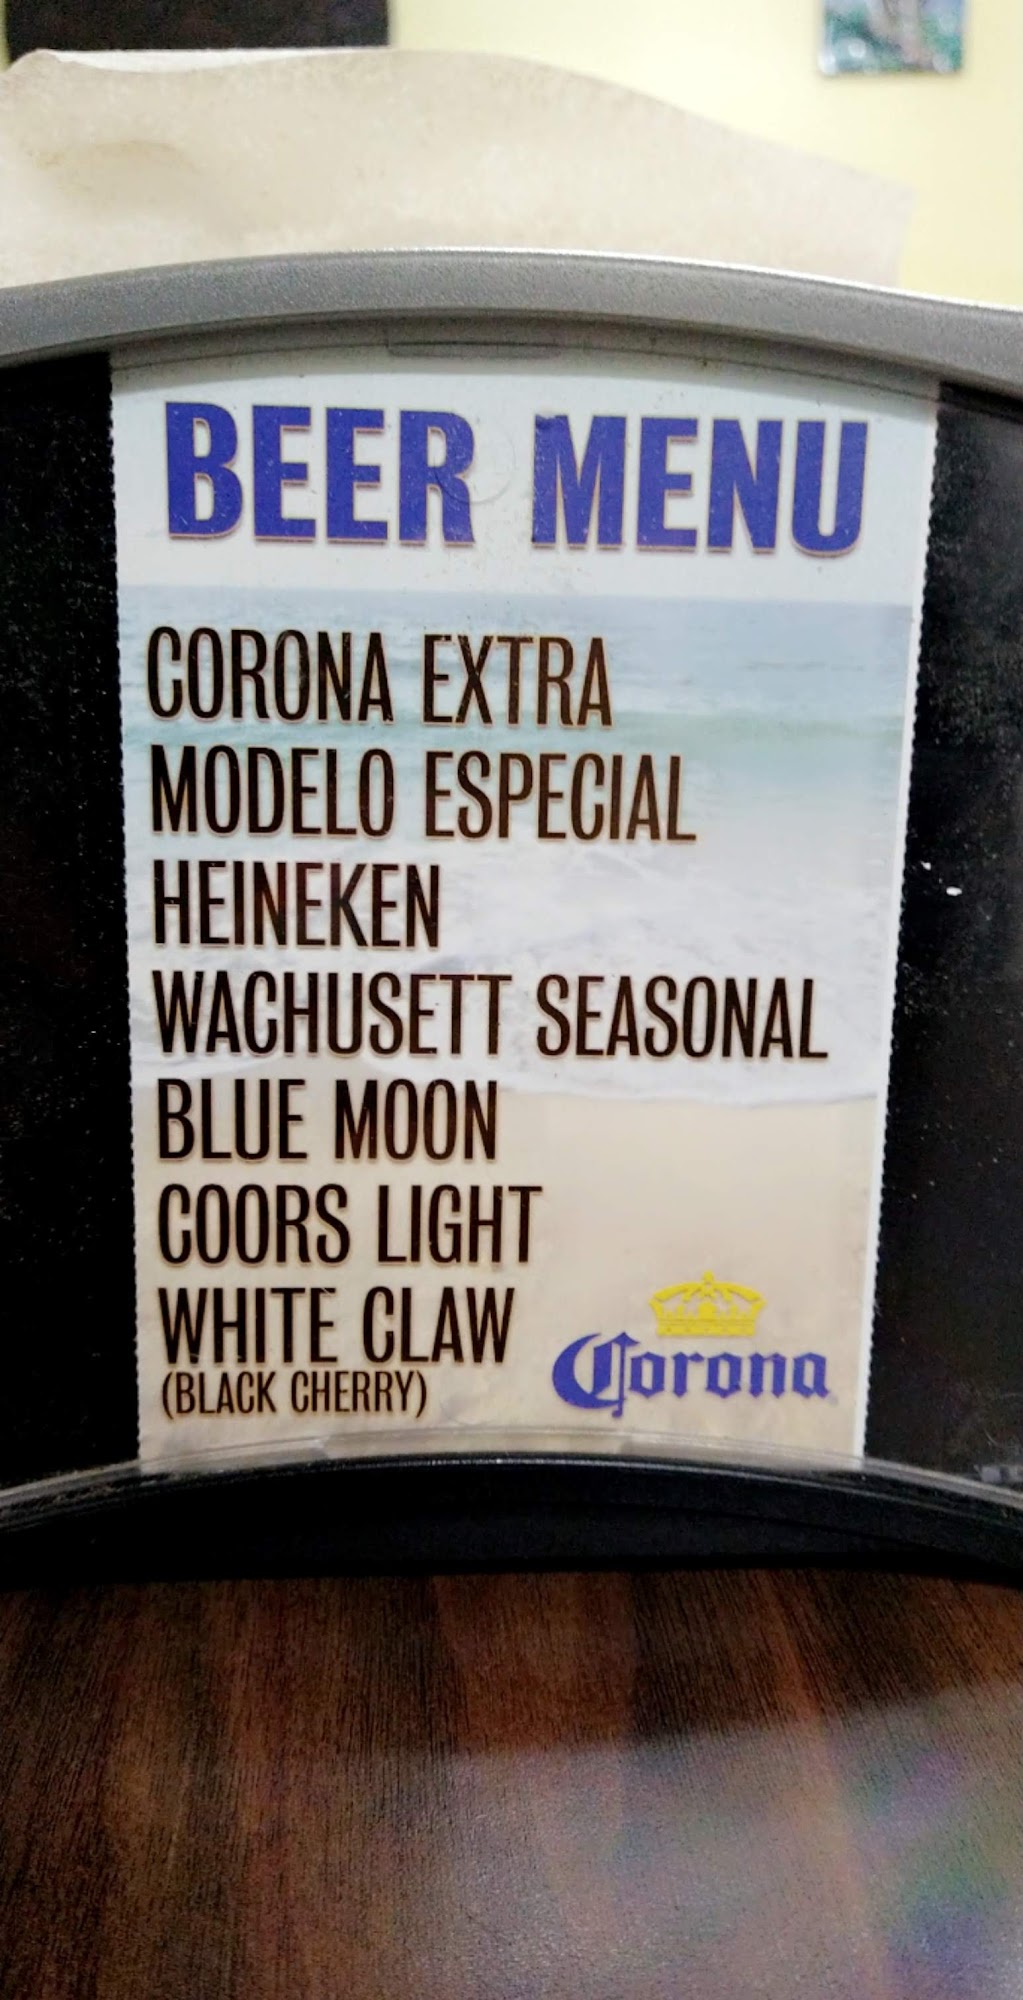 BEER MENU
CORONA EXTRA
MODELO ESPECIAL
HEINEKEN
WACHUSETT SEASONAL
BLUE MOON
COORS LIGHT
WHITE CLAW
(BLACK CHERRY)
Corona